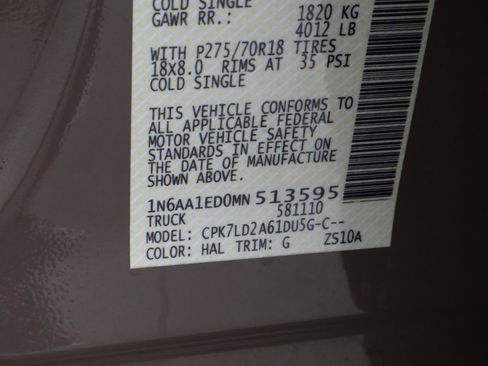 COLD SINGLE
GAWR RR.: 1820 KG
4012 LB
WITH P275/70R18 TIRES
18X8.0 RIMS AT 35 PSI
COLD SINGLE
THIS VEHICLE CONFORMS TO
ALL APPLICABLE FEDERAL
MOTOR VEHICLE SAFETY
STANDARDS IN EFFECT ON
THE DATE OF MANUFACTURE
SHOWN ABOVE.
1N6AA1ED0MN513595
TRUCK 581110
MODEL: CPK7LD2A61DU5G-C--
COLOR: HAL TRIM: G ZS10A